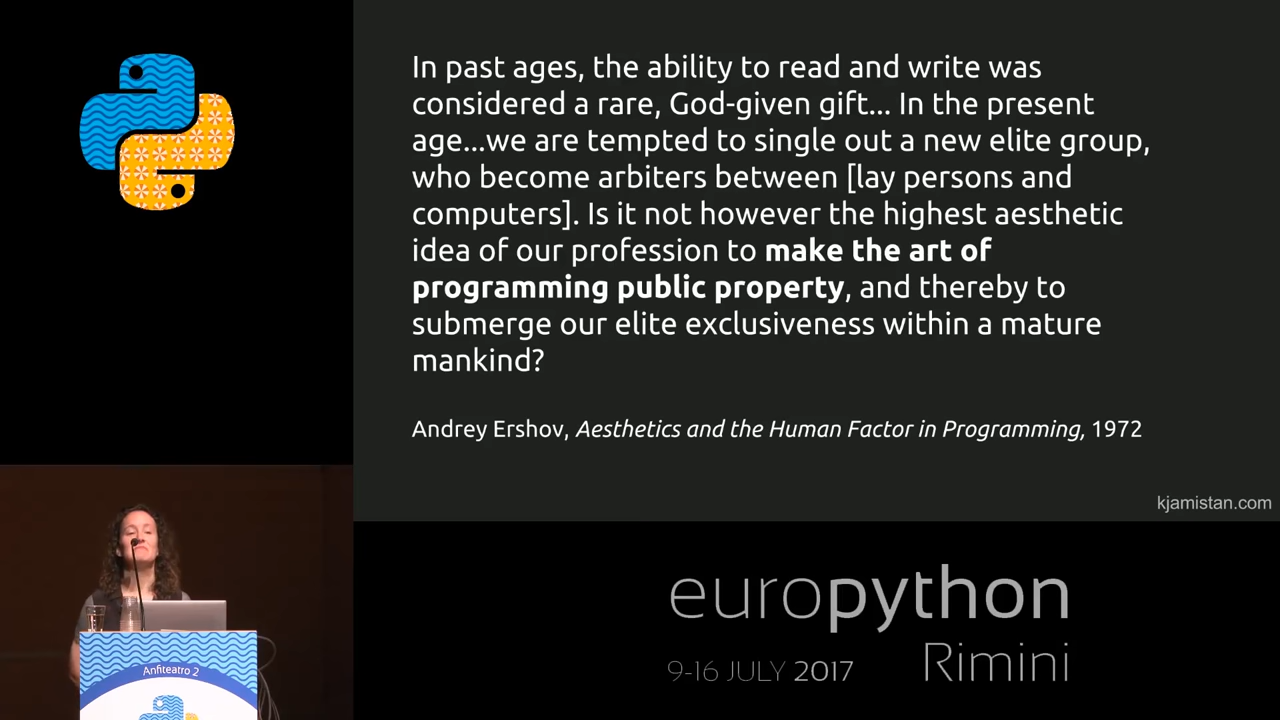 In past ages, the ability to read and write was
considered a rare, God-given gift... In the present
age...we are tempted to single out a new elite group,
who become arbiters between [lay persons and
computers]. Is it not however the highest aesthetic
idea of our profession to make the art of
programming public property, and thereby to
submerge our elite exclusiveness within a mature
mankind?
Andrey Ershov, Aesthetics and the Human Factor in Programming, 1972
kjamistan.com
Anfiteatro 2
europython
Rimini
9-16 JULY 2017